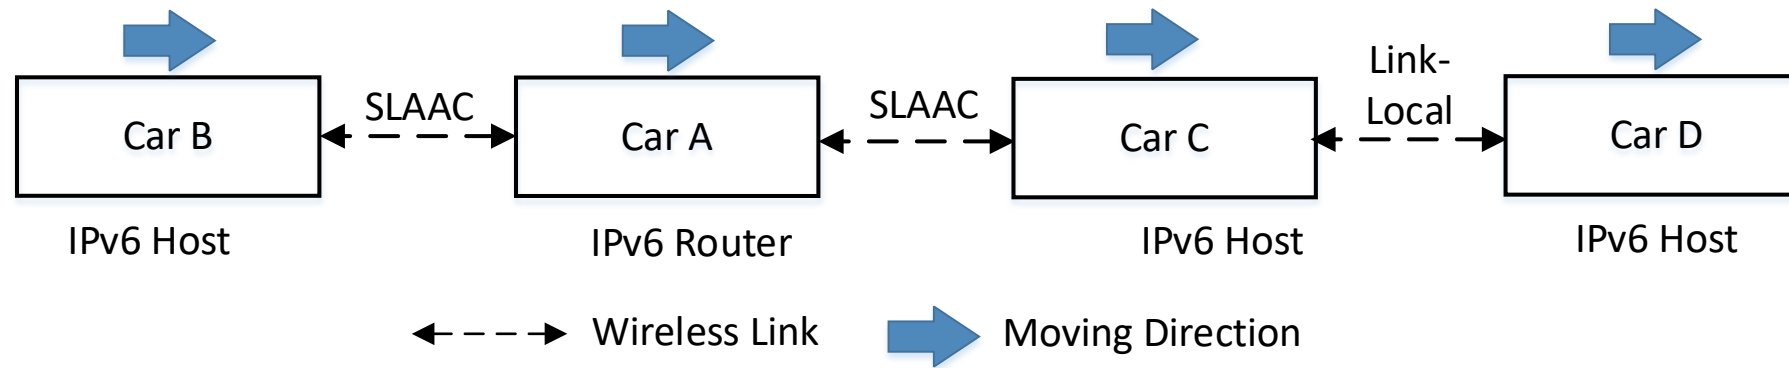 SLAAC
SLAAC
Link-
Local
Car B
Car A
Car C
Car D
IPv6 Host
IPv6 Router
IPv6 Host
IPv6 Host
Wireless Link
Moving Direction